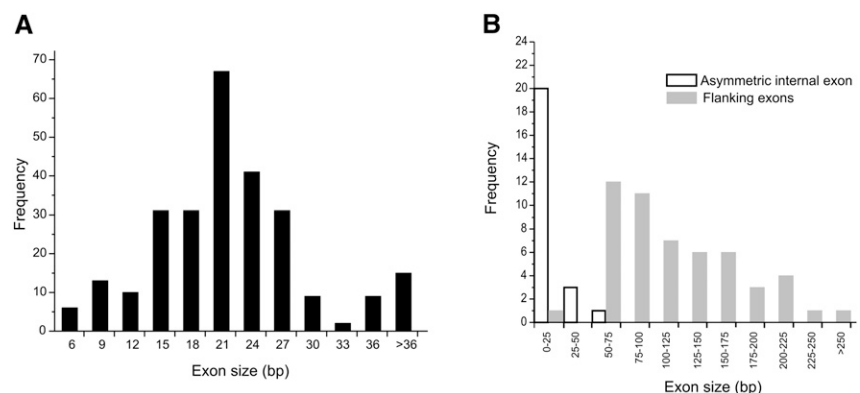 A
70
60
50
40
30
20
10
0
Frequency
6 9 12 15 18 21 24 27 30 33 36 >36
Exon size (bp)
B
24
22
20
18
16
14
12
10
8
6
4
2
0
Frequency
Asymmetric internal exon
Flanking exons
0-25 25-50 50-75 75-100 100-125 125-150 150-175 175-200 200-225 225-250 >250
Exon size (bp)